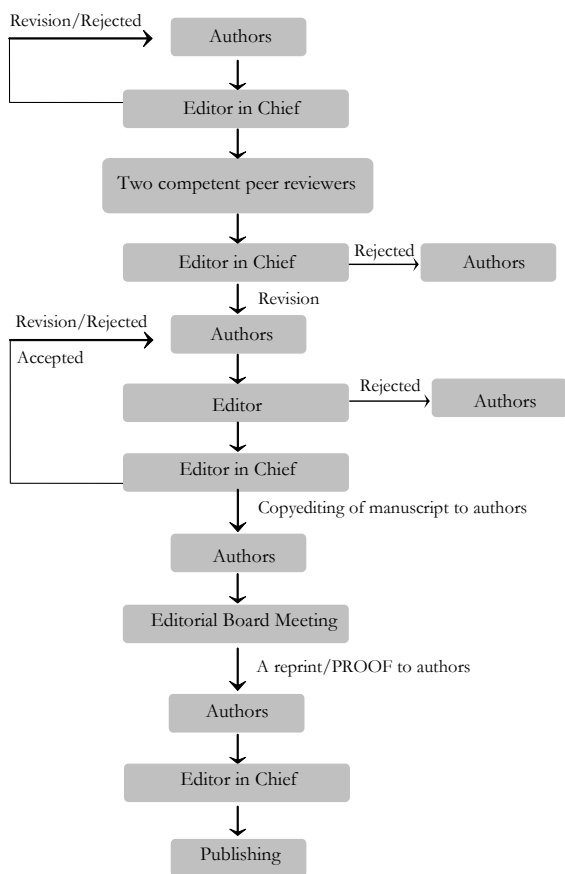 Revision/Rejected
Authors
Editor in Chief
Two competent peer reviewers
Editor in Chief
Rejected
Authors
Revision
Revision/Rejected
Authors
Accepted
Editor
Rejected
Authors
Editor in Chief
Copyediting of manuscript to authors
Authors
Editorial Board Meeting
A reprint/PROOF to authors
Authors
Editor in Chief
Publishing